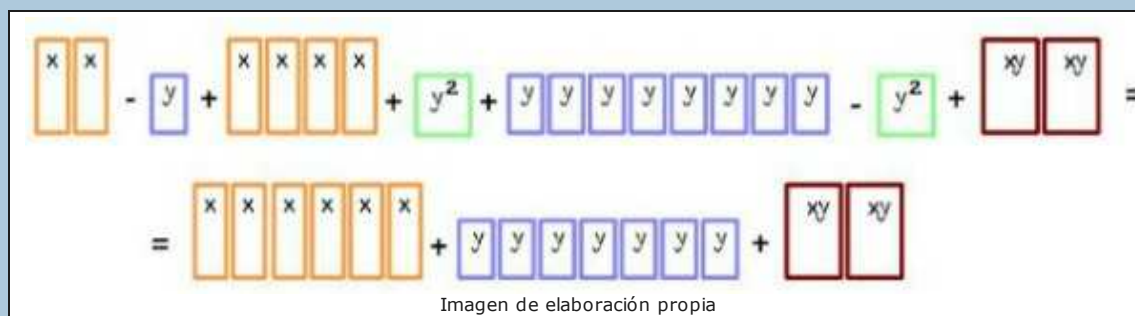 x x - y + x x x x + y² + y y y y y y y y - y² + xy xy =
= x x x x x x + y y y y y y y + xy xy
Imagen de elaboración propia